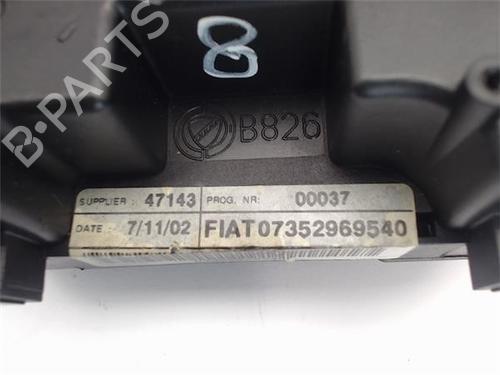 8
B826
SUPPLIER : 47143 PROG. NR: 00037
DATE : 7/11/02 FIAT07352969540
B-PARTS